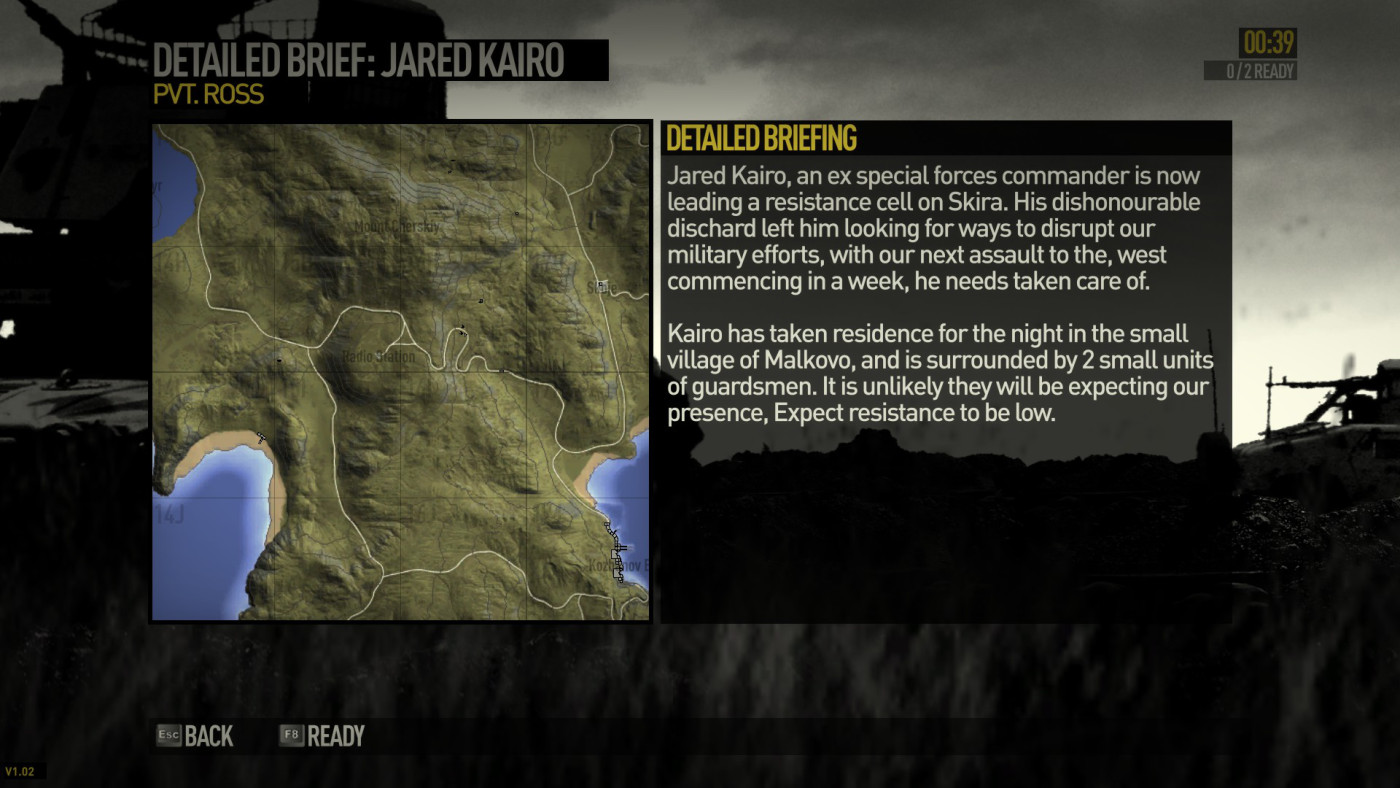 DETAILED BRIEF: JARED KAIRO
PVT. ROSS
00:39
0/2 READY
Mount Cherskiy
Radio Station
14J
DETAILED BRIEFING
Jared Kairo, an ex special forces commander is now
leading a resistance cell on Skira. His dishonourable
dischard left him looking for ways to disrupt our
military efforts, with our next assault to the, west
commencing in a week, he needs taken care of.
Kairo has taken residence for the night in the small
village of Malkovo, and is surrounded by 2 small units
of guardsmen. It is unlikely they will be expecting our
presence, Expect resistance to be low.
Esc BACK
F8 READY
V1.02